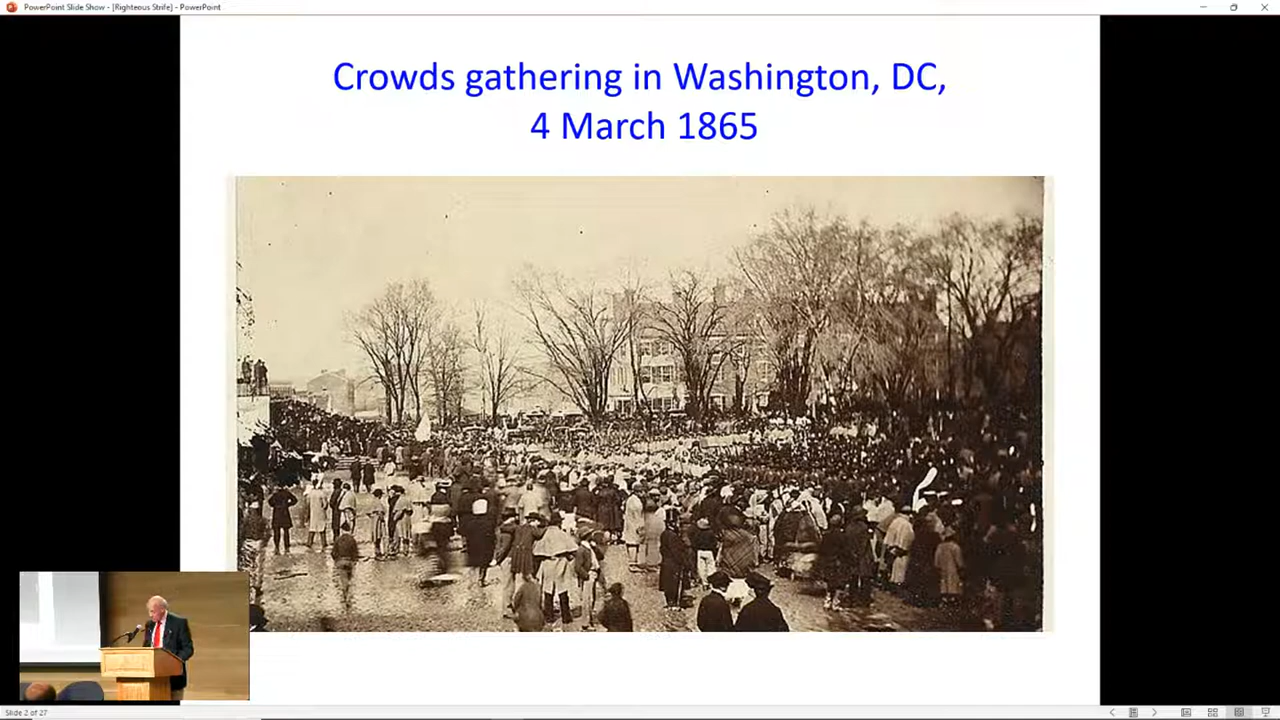 PowerPoint Slide Show - [Righteous Strife] - PowerPoint
Crowds gathering in Washington, DC,
4 March 1865
Slide 2 of 27